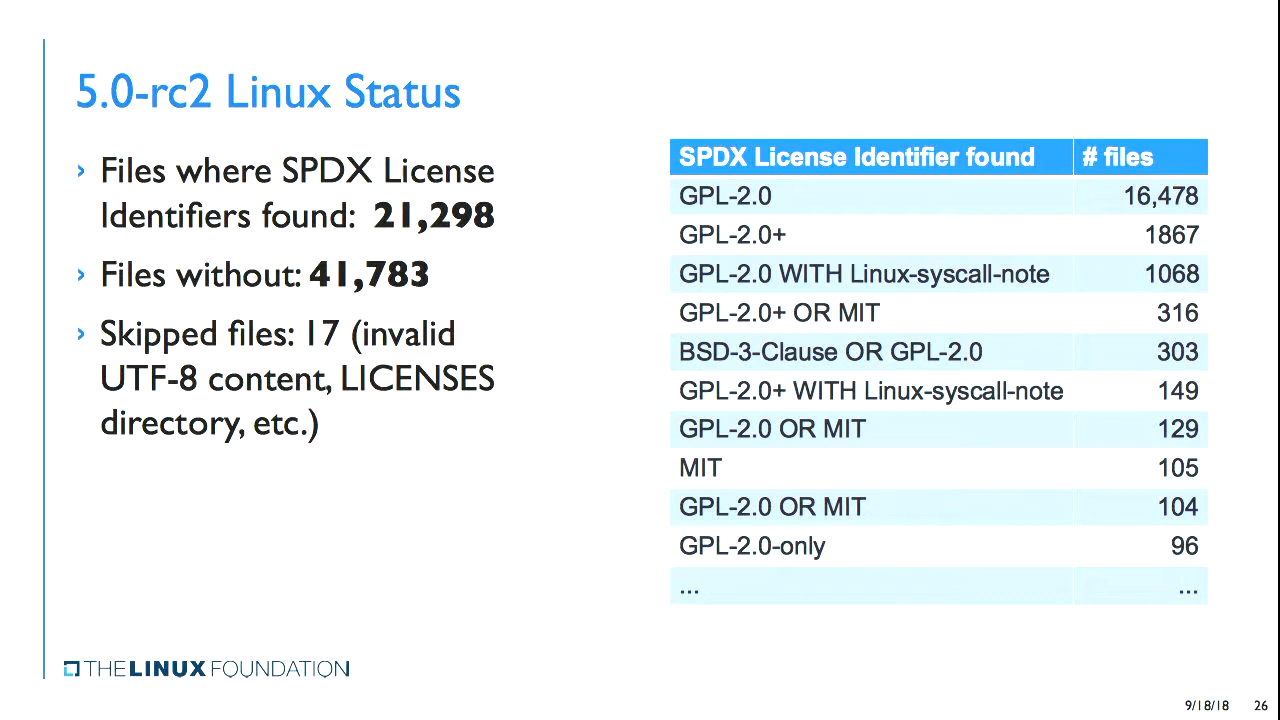 5.0-rc2 Linux Status
› Files where SPDX License
Identifiers found: 21,298
› Files without: 41,783
› Skipped files: 17 (invalid
UTF-8 content, LICENSES
directory, etc.)
SPDX License Identifier found # files
GPL-2.0 16,478
GPL-2.0+ 1867
GPL-2.0 WITH Linux-syscall-note 1068
GPL-2.0+ OR MIT 316
BSD-3-Clause OR GPL-2.0 303
GPL-2.0+ WITH Linux-syscall-note 149
GPL-2.0 OR MIT 129
MIT 105
GPL-2.0 OR MIT 104
GPL-2.0-only 96
... ...
THE LINUX FOUNDATION
9/18/18 26